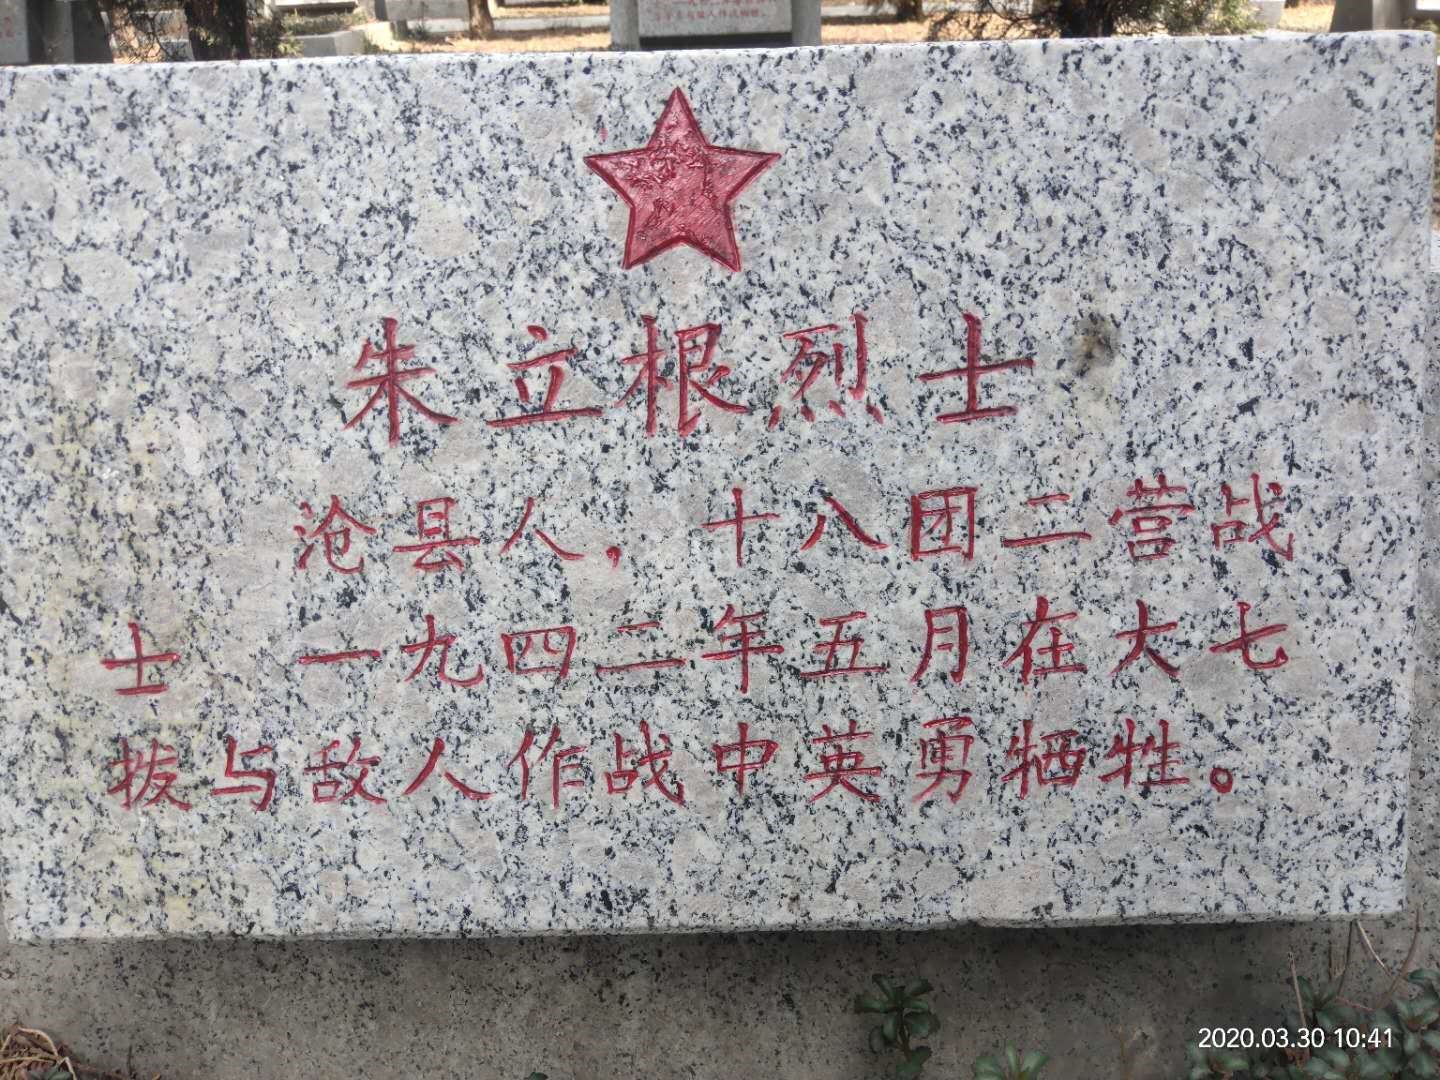 朱立根烈士
沧县人，十八团二营战
士 一九四二年五月在大七
拨与敌人作战中英勇牺牲。
2020.03.30 10:41